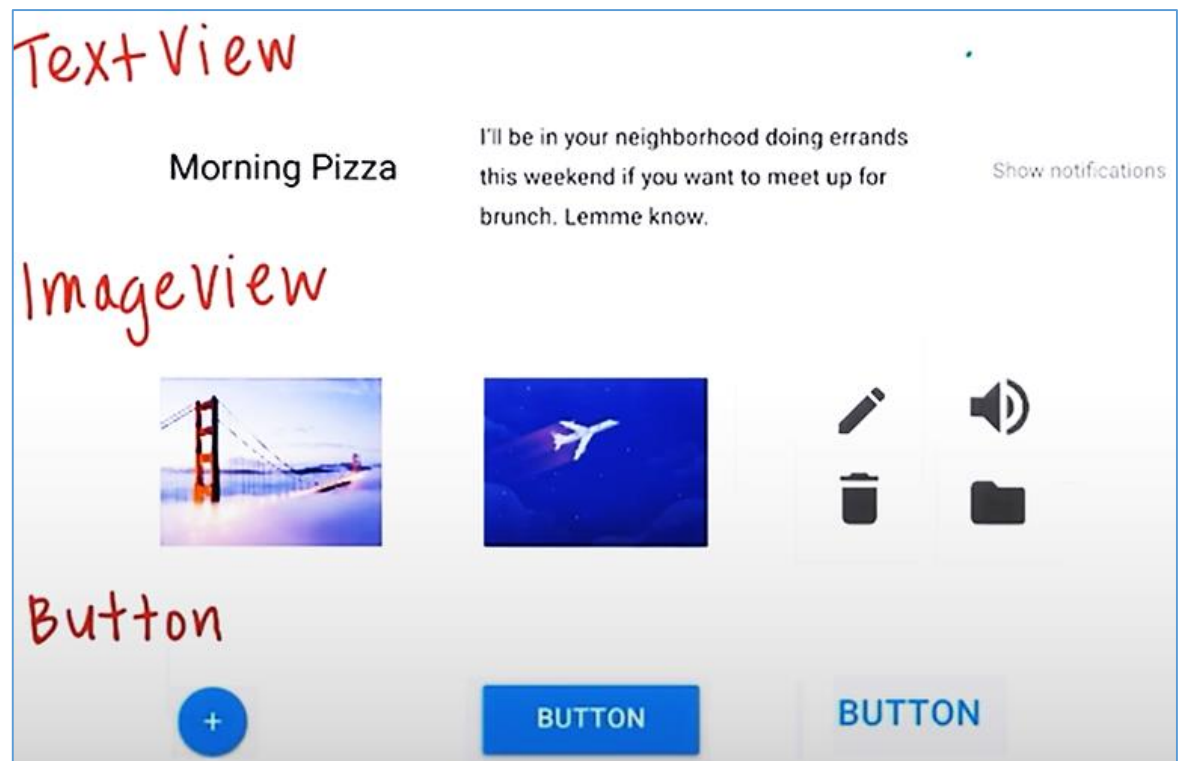 TextView
Morning Pizza
I'll be in your neighborhood doing errands
this weekend if you want to meet up for
brunch. Lemme know.
Show notifications
ImageView
Button
+
BUTTON
BUTTON